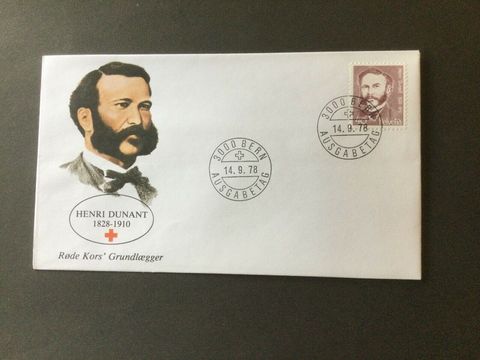 HENRI DUNANT
1828-1910
Røde Kors' Grundlægger
3000 BERN
14.9.78
AUSGABETAG
3000 BERN
14.9.78
AUSGABETAG